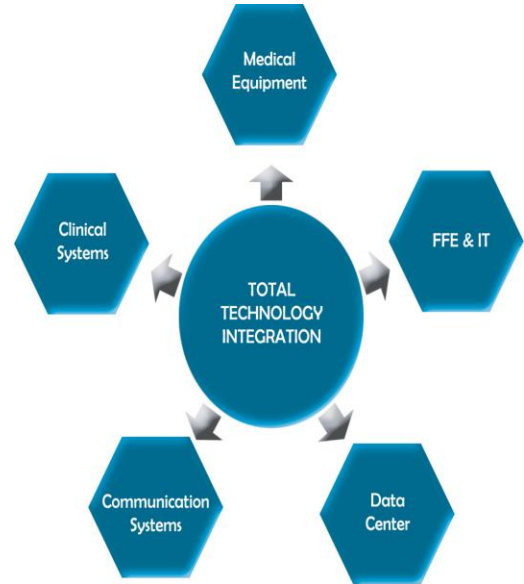 Medical
Equipment
Clinical
Systems
FFE & IT
TOTAL
TECHNOLOGY
INTEGRATION
Communication
Systems
Data
Center